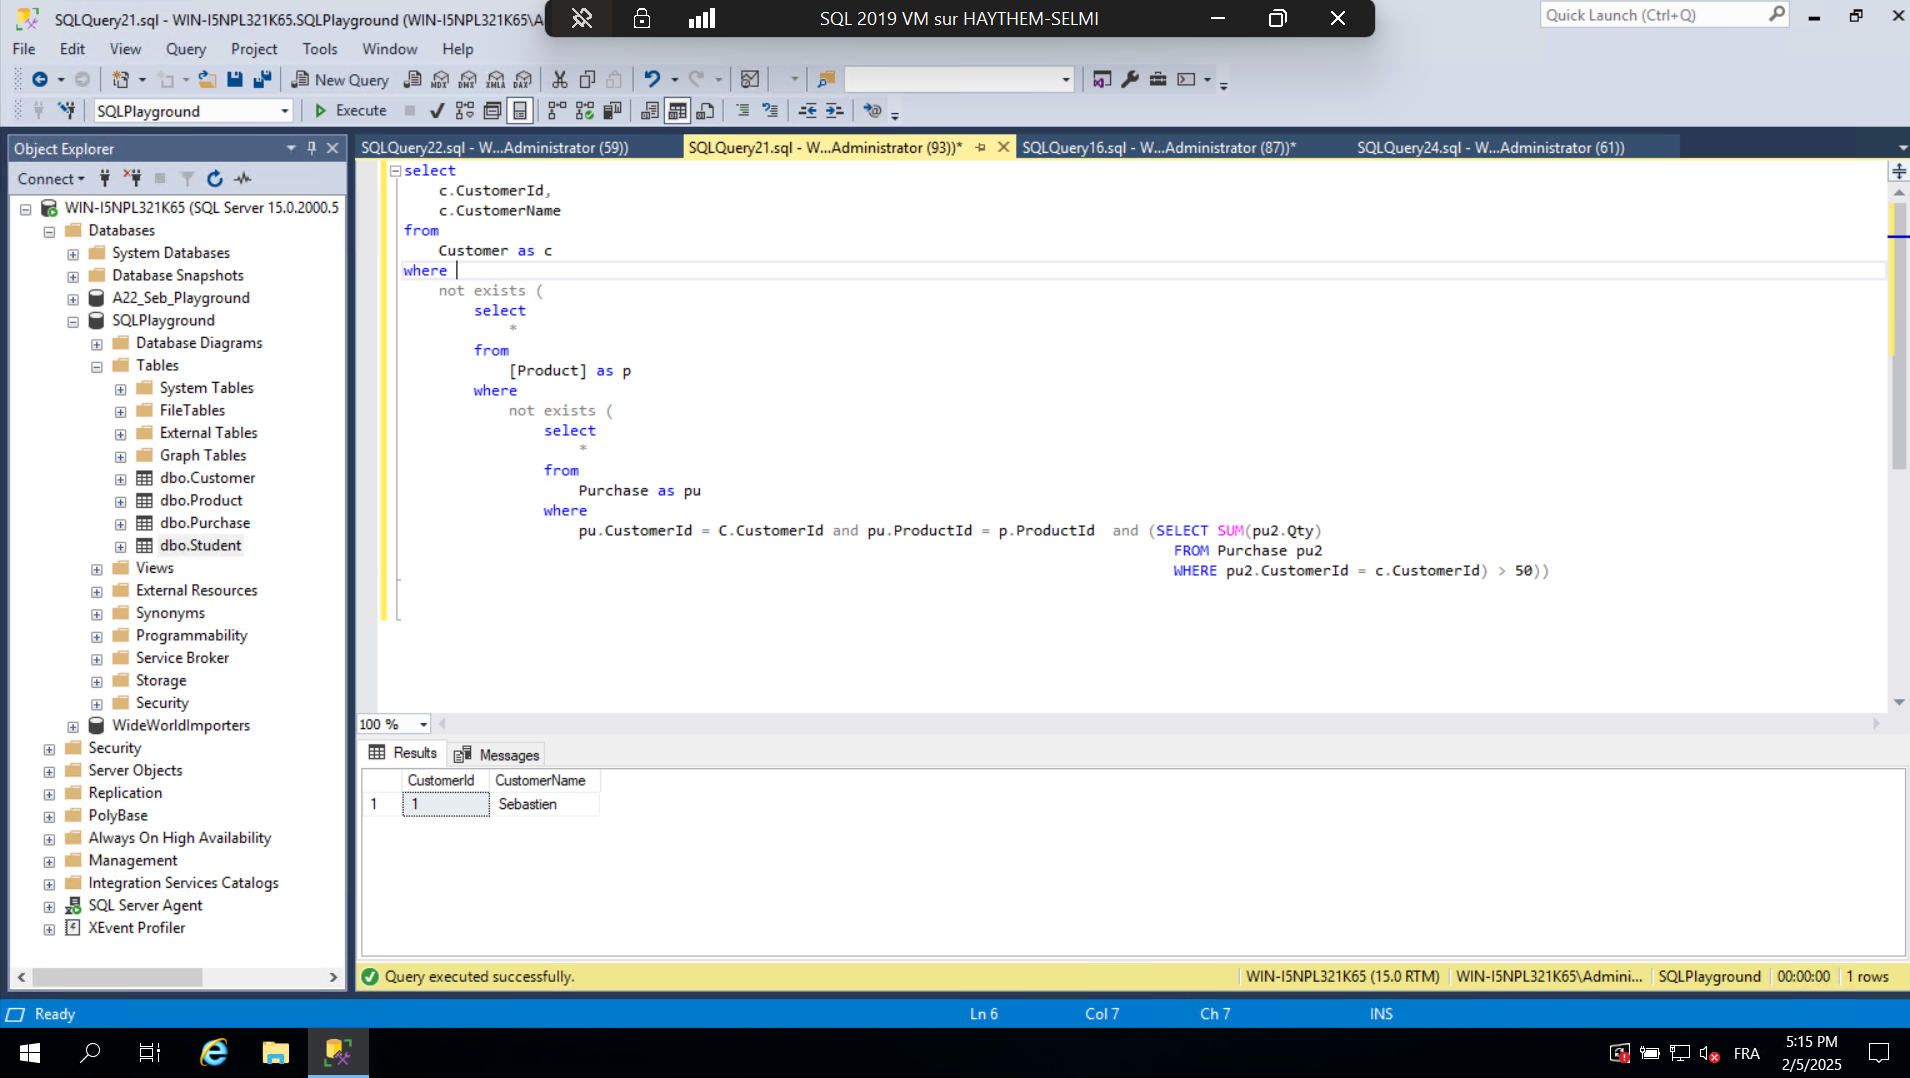 SQLQuery21.sql - WIN-I5NPL321K65.SQLPlayground (WIN-I5NPL321K65\A
SQL 2019 VM sur HAYTHEM-SELMI
Quick Launch (Ctrl+Q)
File Edit View Query Project Tools Window Help
New Query MDX DMX XMLA DAX
SQLPlayground Execute
Object Explorer
SQLQuery22.sql - W...Administrator (59))
SQLQuery21.sql - W...Administrator (93))*
SQLQuery16.sql - W...Administrator (87))*
SQLQuery24.sql - W...Administrator (61))
Connect
WIN-I5NPL321K65 (SQL Server 15.0.2000.5
Databases
System Databases
Database Snapshots
A22_Seb_Playground
SQLPlayground
Database Diagrams
Tables
System Tables
FileTables
External Tables
Graph Tables
dbo.Customer
dbo.Product
dbo.Purchase
dbo.Student
Views
External Resources
Synonyms
Programmability
Service Broker
Storage
Security
WideWorldImporters
Security
Server Objects
Replication
PolyBase
Always On High Availability
Management
Integration Services Catalogs
SQL Server Agent
XEvent Profiler
select
c.CustomerId,
c.CustomerName
from
Customer as c
where
not exists (
select
*
from
[Product] as p
where
not exists (
select
*
from
Purchase as pu
where
pu.CustomerId = C.CustomerId and pu.ProductId = p.ProductId  and (SELECT SUM(pu2.Qty)
FROM Purchase pu2
WHERE pu2.CustomerId = c.CustomerId) > 50))
100 %
Results Messages
CustomerId CustomerName
1 1 Sebastien
Query executed successfully.
WIN-I5NPL321K65 (15.0 RTM) WIN-I5NPL321K65\Admini... SQLPlayground 00:00:00 1 rows
Ready Ln 6 Col 7 Ch 7 INS
FRA
5:15 PM
2/5/2025